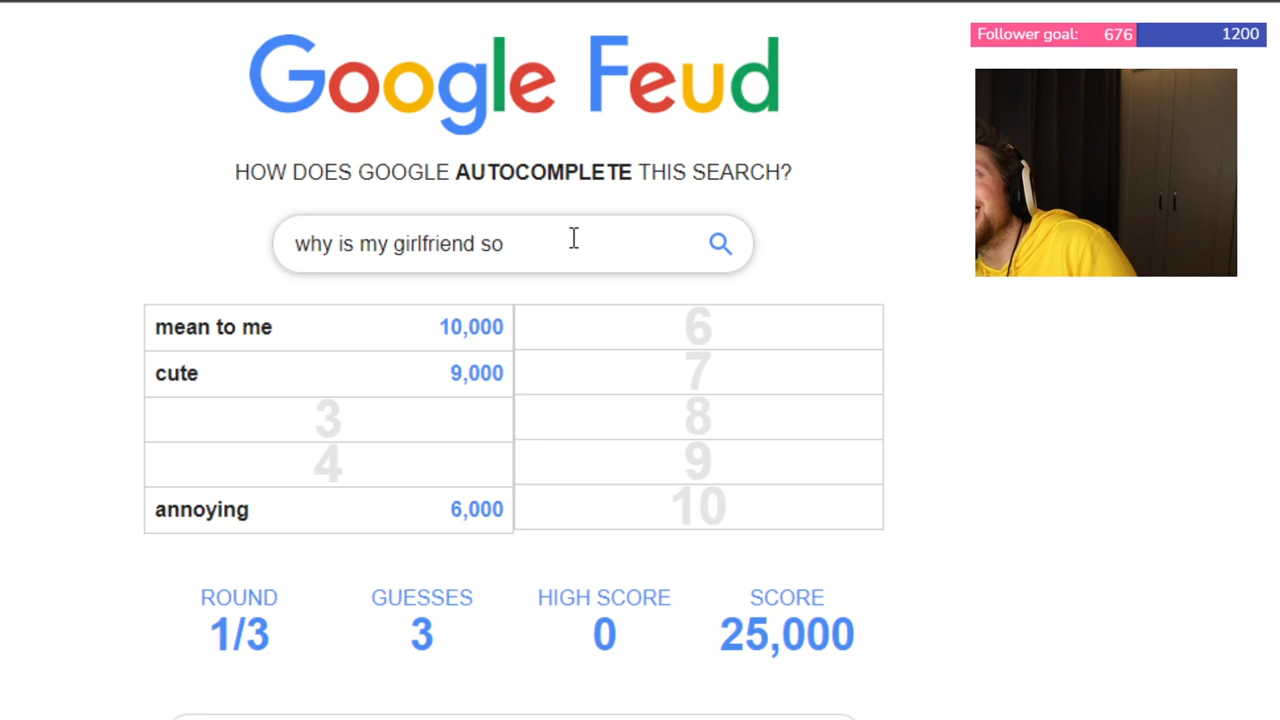 Follower goal: 676 1200
Google Feud
HOW DOES GOOGLE AUTOCOMPLETE THIS SEARCH?
why is my girlfriend so
mean to me 10,000
cute 9,000
3
4
annoying 6,000
6
7
8
9
10
ROUND GUESSES HIGH SCORE SCORE
1/3 3 0 25,000